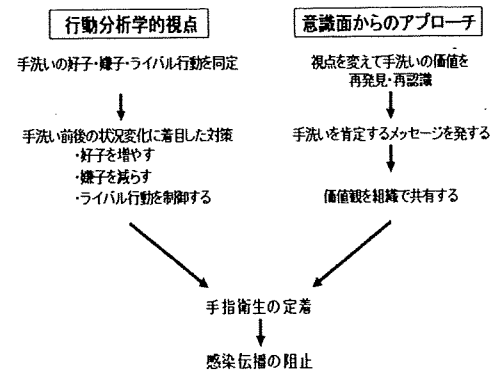 行動分析学的視点
手洗いの好子・嫌子・ライバル行動を同定
手洗い前後の状況変化に着目した対策
・好子を増やす
・嫌子を減らす
・ライバル行動を制御する
意識面からのアプローチ
視点を変えて手洗いの価値を
再発見・再認識
手洗いを肯定するメッセージを発する
価値観を組織で共有する
手指衛生の定着
感染伝播の阻止